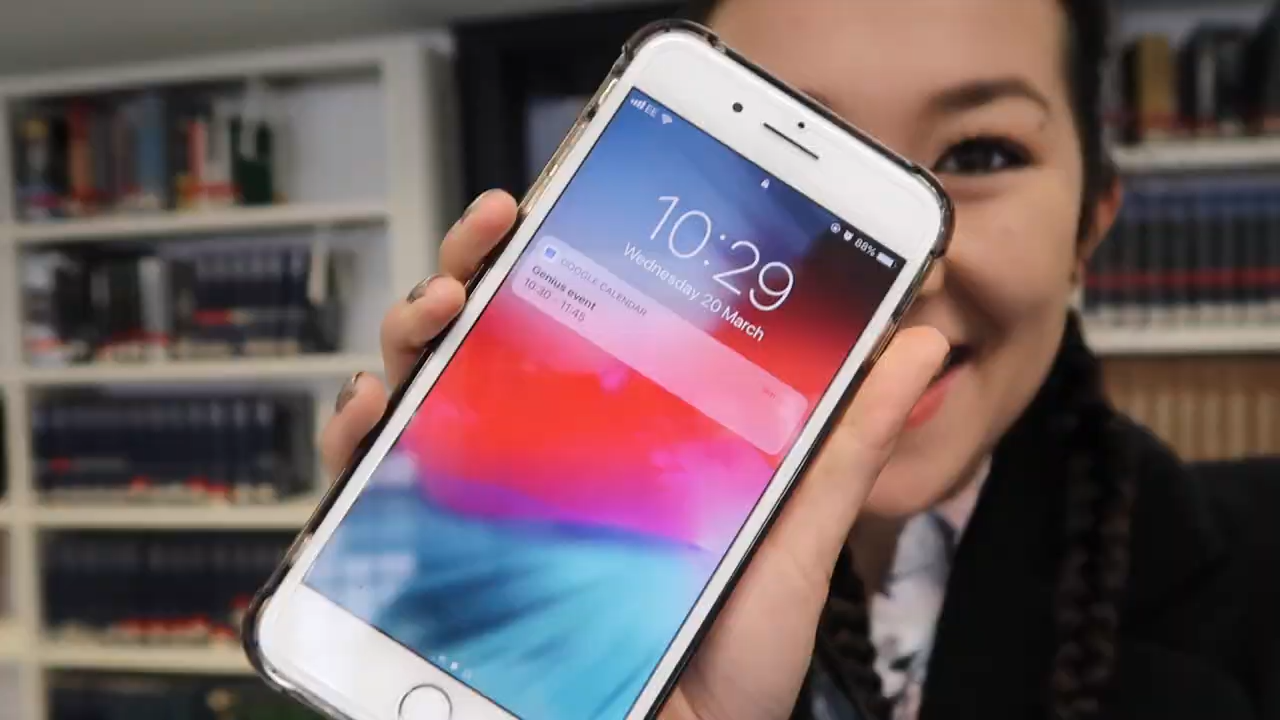 EE
88%
10:29
Wednesday 20 March
GOOGLE CALENDAR
Genius event
10:30 - 11:45